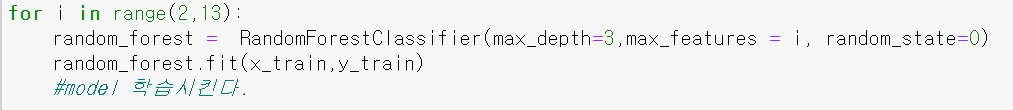 for i in range(2,13):
    random_forest =  RandomForestClassifier(max_depth=3,max_features = i, random_state=0)
    random_forest.fit(x_train,y_train)
    #model 학습시킨다.